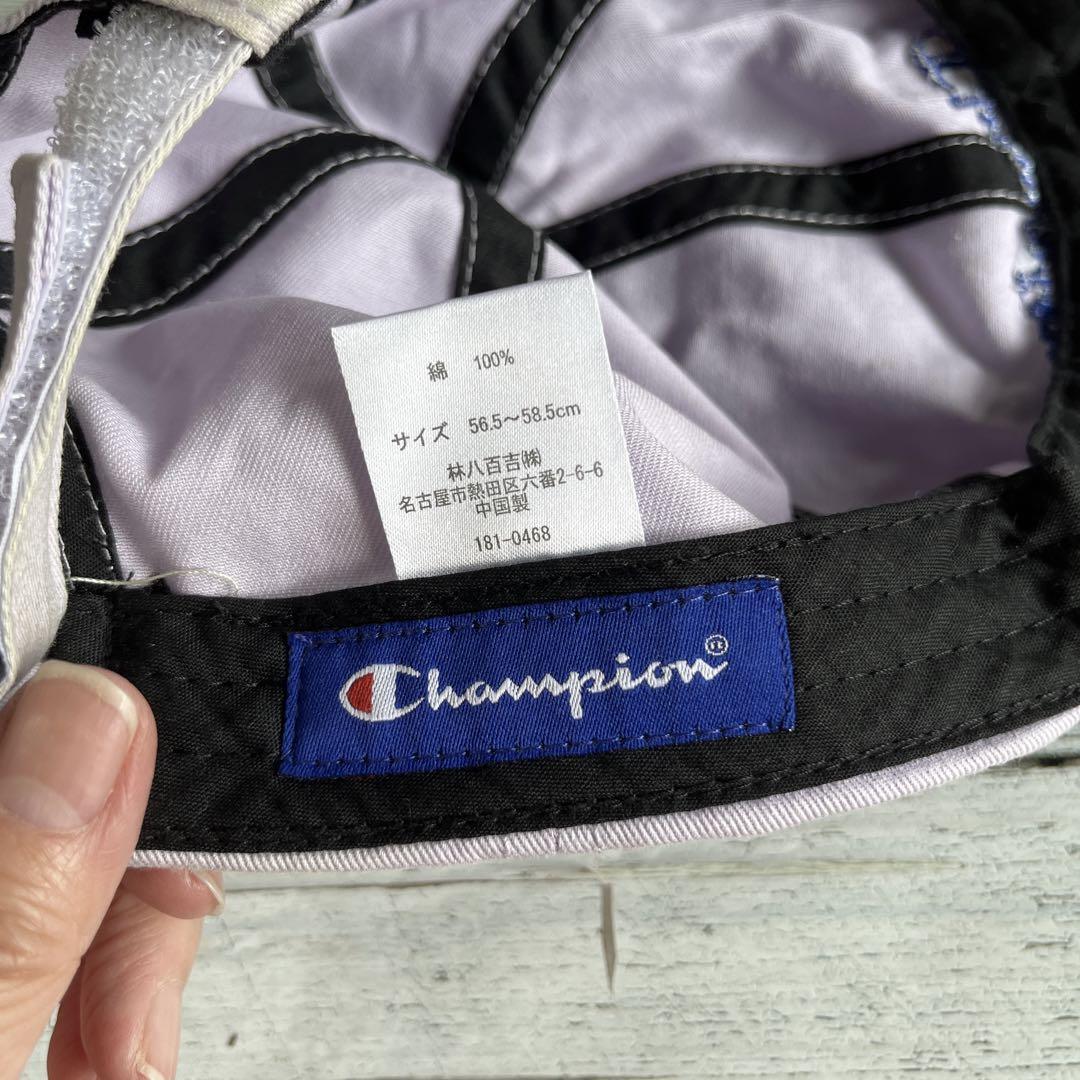 綿 100%
サイズ 56.5～58.5cm
林八百吉㈱
名古屋市熱田区六番2-6-6
中国製
181-0468
Champion®